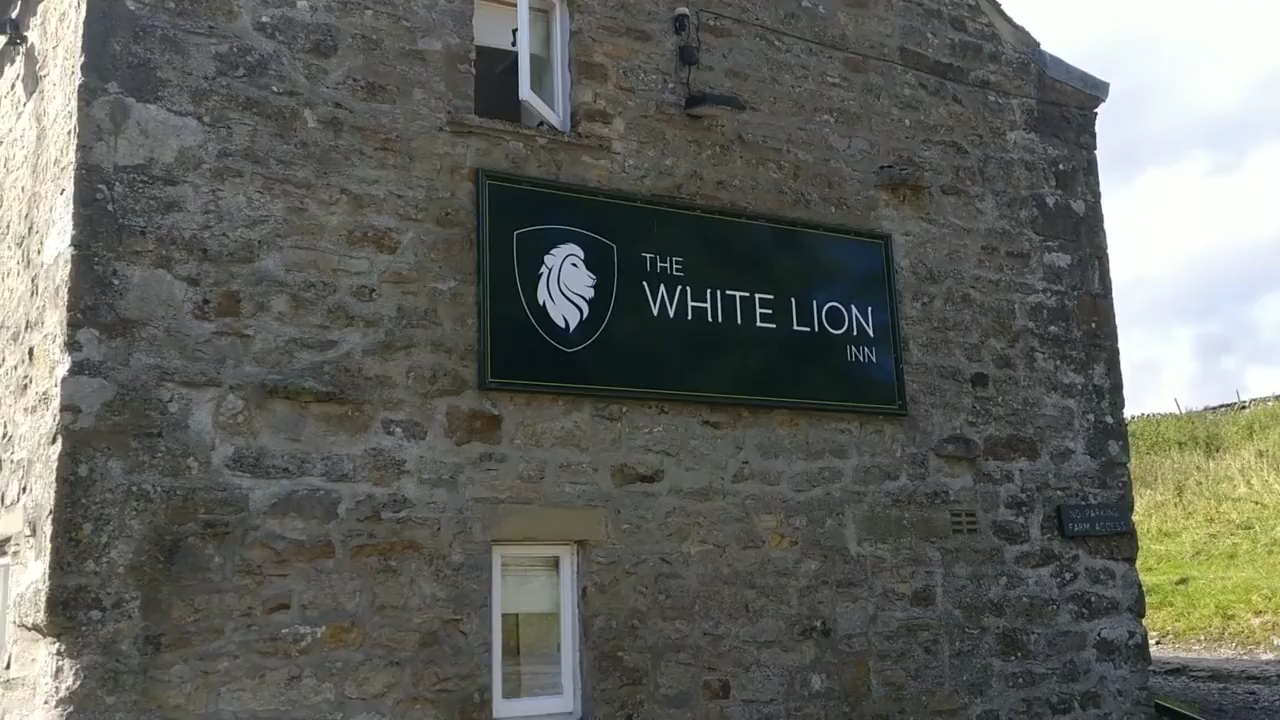 THE
WHITE LION
INN
NO PARKING
FARM ACCESS